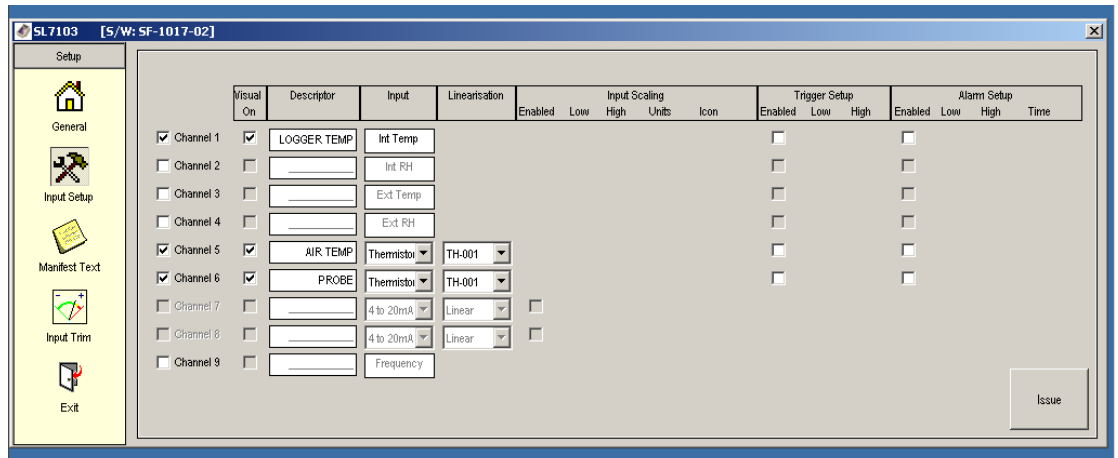 SL7103 [S/W: SF-1017-02]
Setup
General
Input Setup
Manifest Text
Input Trim
Exit
Visual Descriptor Input Linearisation Input Scaling Trigger Setup Alarm Setup
On Enabled Low High Units Icon Enabled Low High Enabled Low High Time
Channel 1 LOGGER TEMP Int Temp
Channel 2 Int RH
Channel 3 Ext Temp
Channel 4 Ext RH
Channel 5 AIR TEMP Thermistor TH-001
Channel 6 PROBE Thermistor TH-001
Channel 7 4 to 20mA Linear
Channel 8 4 to 20mA Linear
Channel 9 Frequency
Issue